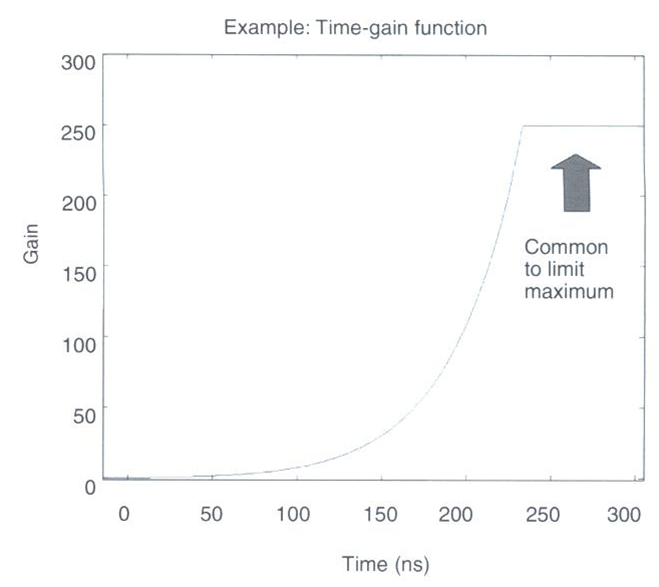 Example: Time-gain function
300
250
200
150
100
50
0
Gain
Common
to limit
maximum
0 50 100 150 200 250 300
Time (ns)